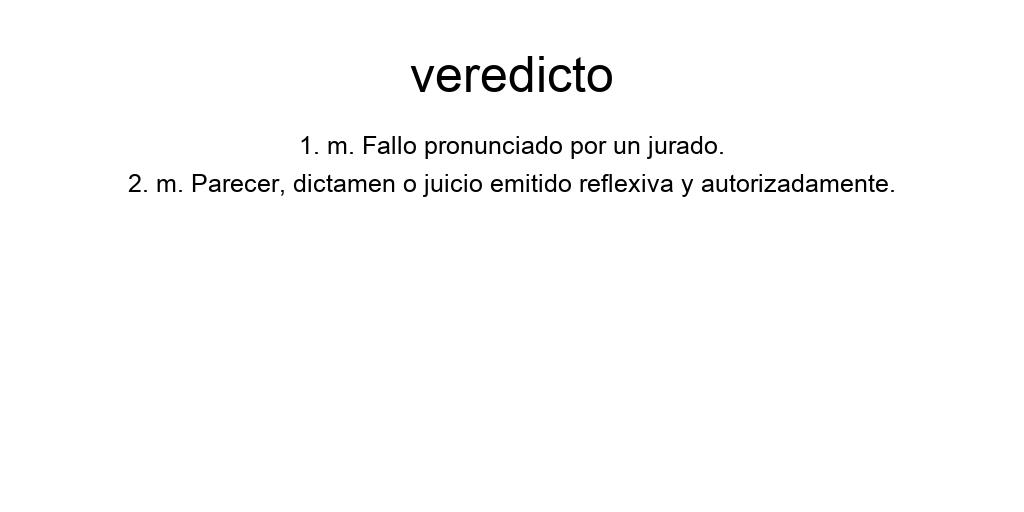 veredicto
1. m. Fallo pronunciado por un jurado.
2. m. Parecer, dictamen o juicio emitido reflexiva y autorizadamente.